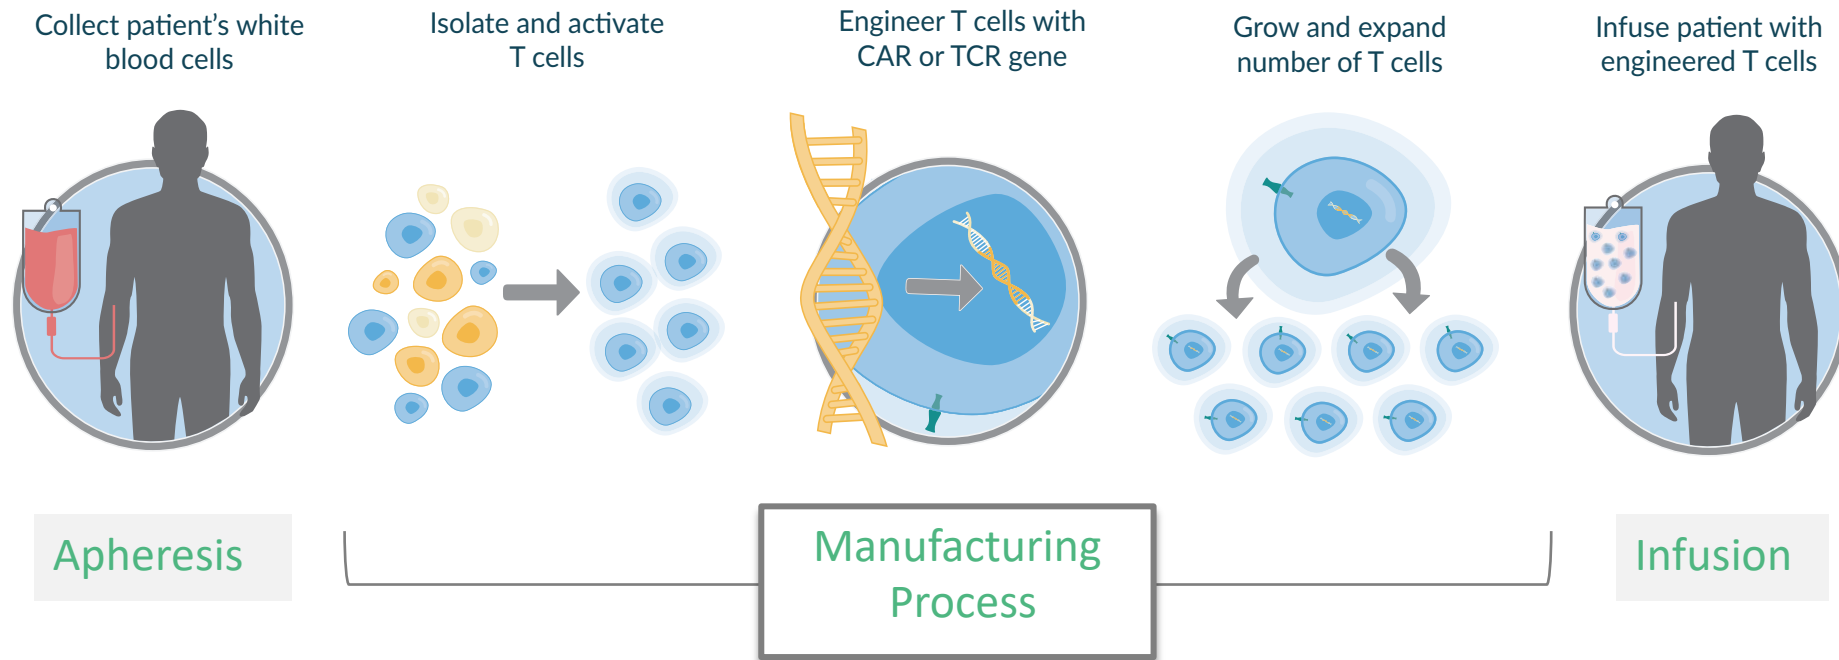 Collect patient's white
blood cells
Isolate and activate
T cells
Engineer T cells with
CAR or TCR gene
Grow and expand
number of T cells
Infuse patient with
engineered T cells
Apheresis
Manufacturing
Process
Infusion